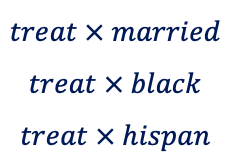 treat × married
treat × black
treat × hispan